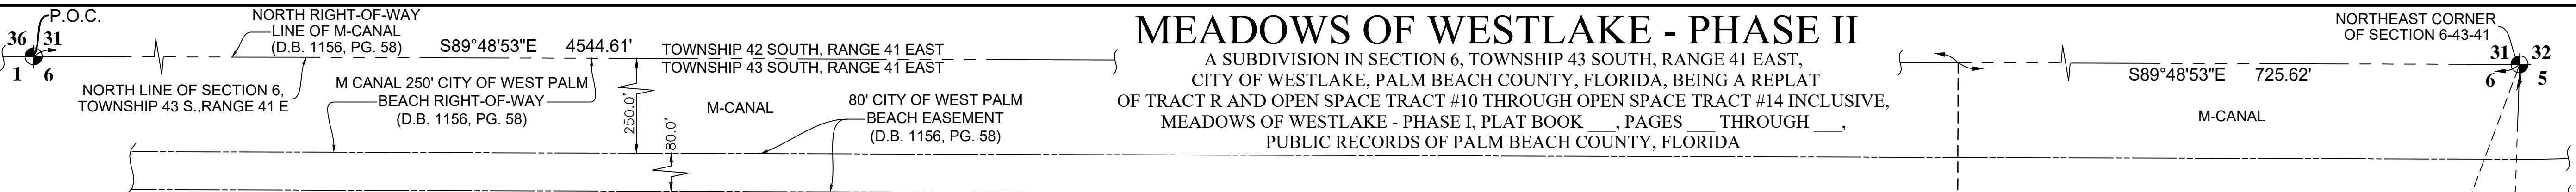 P.O.C.
36 31
1 6
NORTH RIGHT-OF-WAY
LINE OF M-CANAL
(D.B. 1156, PG. 58)
S89°48'53"E 4544.61'
TOWNSHIP 42 SOUTH, RANGE 41 EAST
TOWNSHIP 43 SOUTH, RANGE 41 EAST
NORTH LINE OF SECTION 6,
TOWNSHIP 43 S.,RANGE 41 E
M CANAL 250' CITY OF WEST PALM
BEACH RIGHT-OF-WAY
(D.B. 1156, PG. 58)
250.0'
80.0'
M-CANAL
80' CITY OF WEST PALM
BEACH EASEMENT
(D.B. 1156, PG. 58)
MEADOWS OF WESTLAKE - PHASE II
A SUBDIVISION IN SECTION 6, TOWNSHIP 43 SOUTH, RANGE 41 EAST,
CITY OF WESTLAKE, PALM BEACH COUNTY, FLORIDA, BEING A REPLAT
OF TRACT R AND OPEN SPACE TRACT #10 THROUGH OPEN SPACE TRACT #14 INCLUSIVE,
MEADOWS OF WESTLAKE - PHASE I, PLAT BOOK ___, PAGES ___ THROUGH ___,
PUBLIC RECORDS OF PALM BEACH COUNTY, FLORIDA
NORTHEAST CORNER
OF SECTION 6-43-41
31 32
6 5
S89°48'53"E 725.62'
M-CANAL